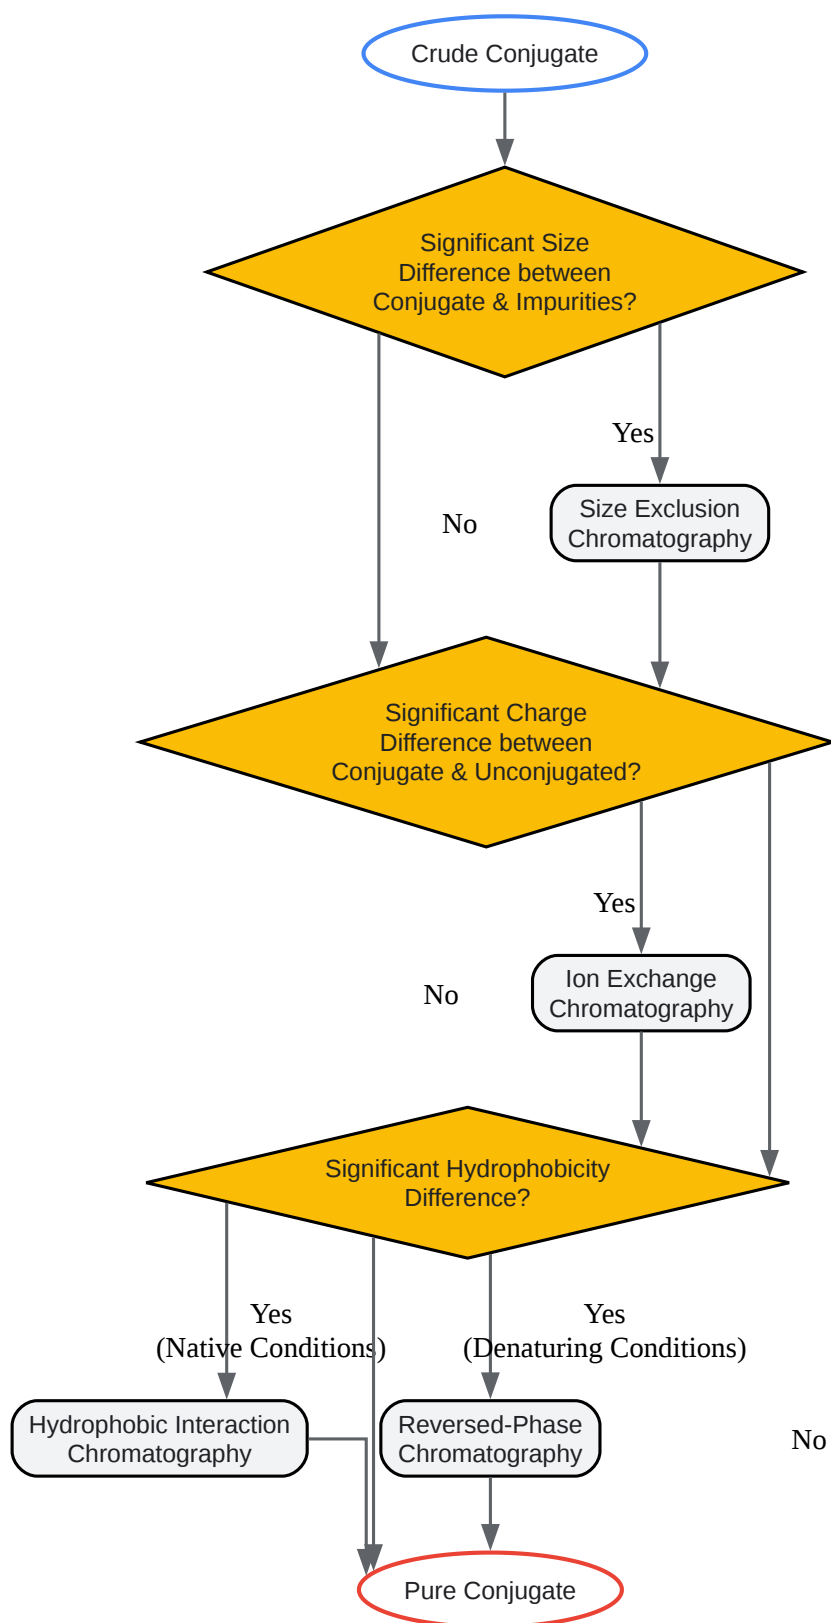 Crude Conjugate
Significant Size
Difference between
Conjugate & Impurities?
Yes
Size Exclusion
Chromatography
No
Significant Charge
Difference between
Conjugate & Unconjugated?
Yes
Ion Exchange
Chromatography
No
Significant Hydrophobicity
Difference?
Yes
(Native Conditions)
Yes
(Denaturing Conditions)
Hydrophobic Interaction
Chromatography
Reversed-Phase
Chromatography
No
Pure Conjugate